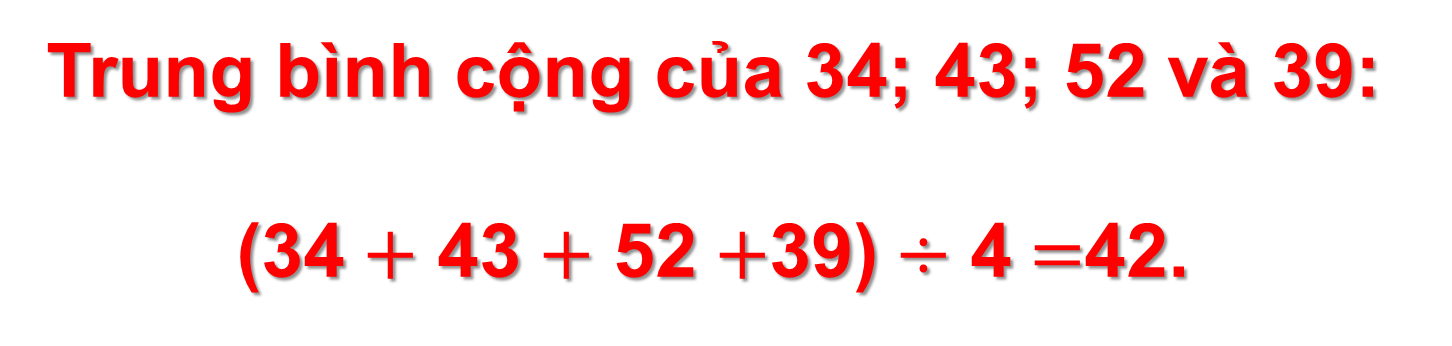 Trung bình cộng của 34; 43; 52 và 39:
(34 + 43 + 52 +39) ÷ 4 =42.